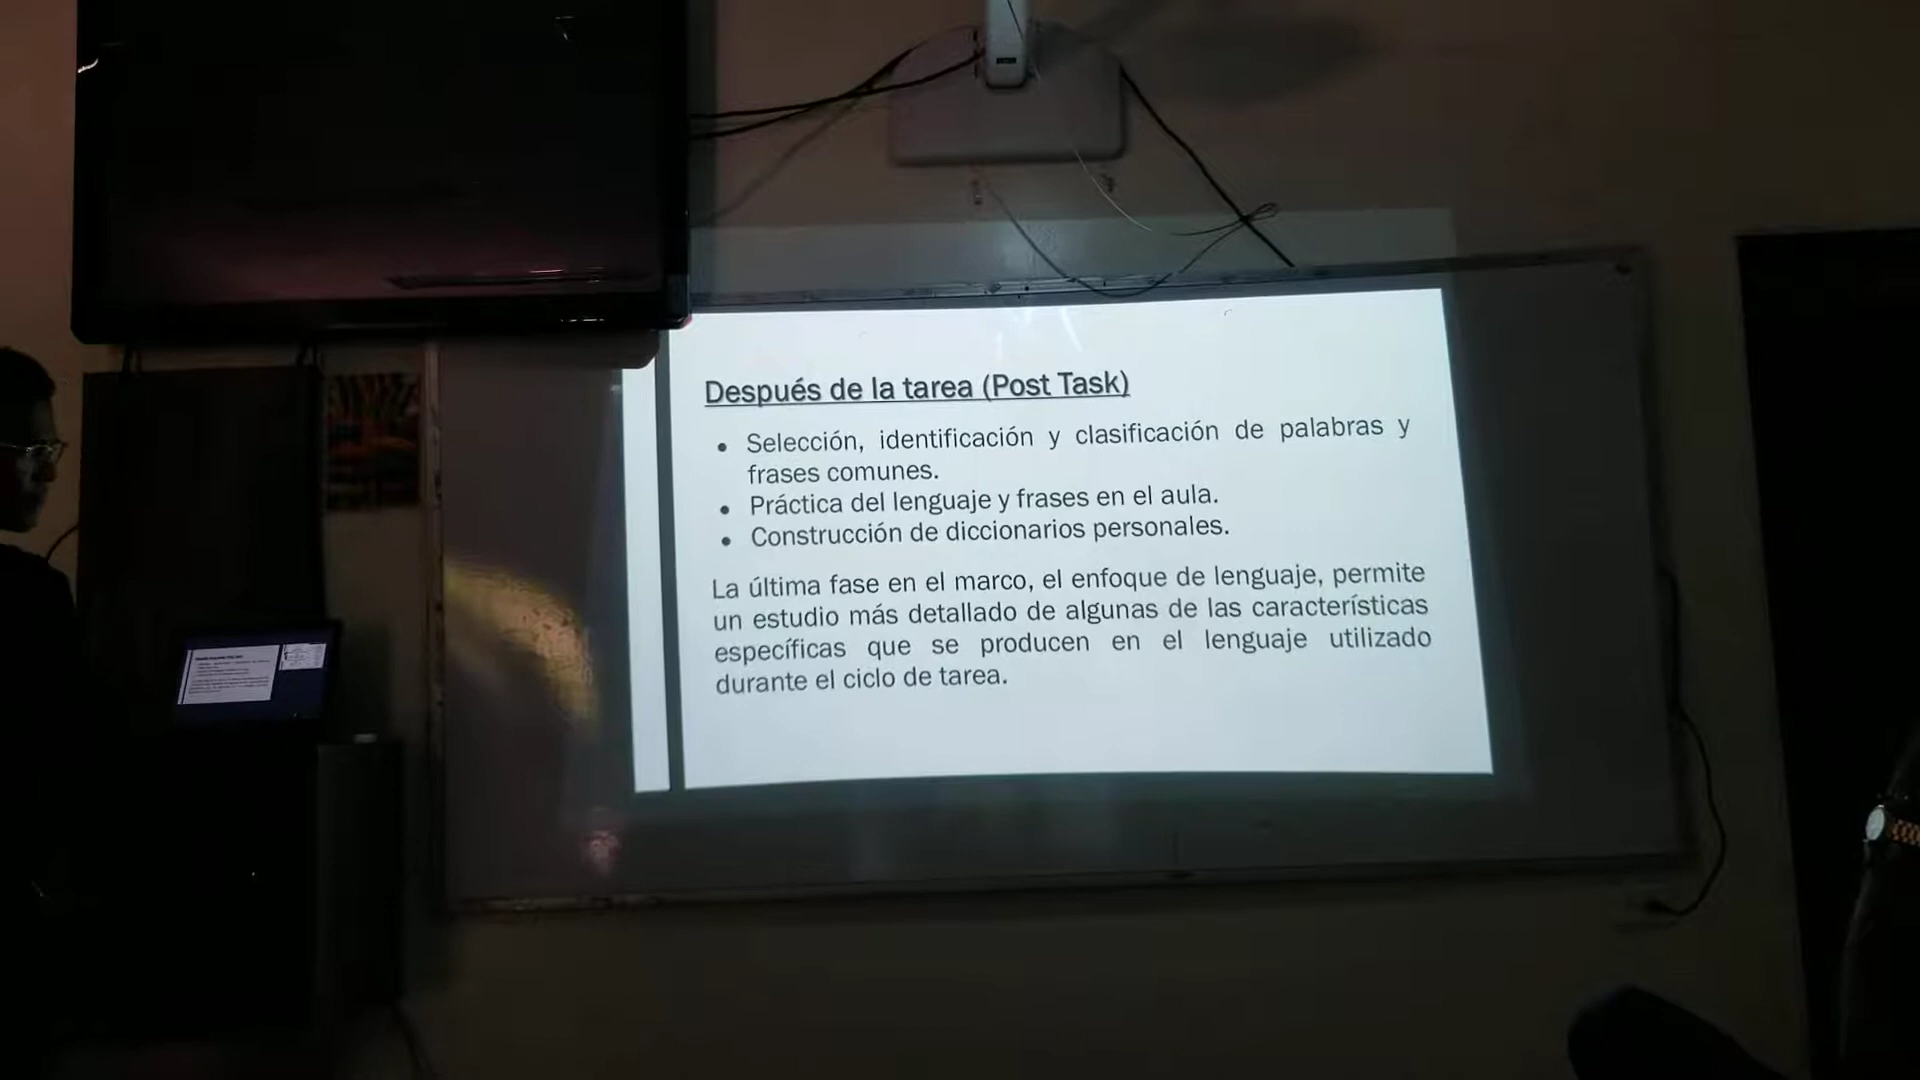 Después de la tarea (Post Task)
• Selección, identificación y clasificación de palabras y
frases comunes.
• Práctica del lenguaje y frases en el aula.
• Construcción de diccionarios personales.
La última fase en el marco, el enfoque de lenguaje, permite
un estudio más detallado de algunas de las características
específicas que se producen en el lenguaje utilizado
durante el ciclo de tarea.